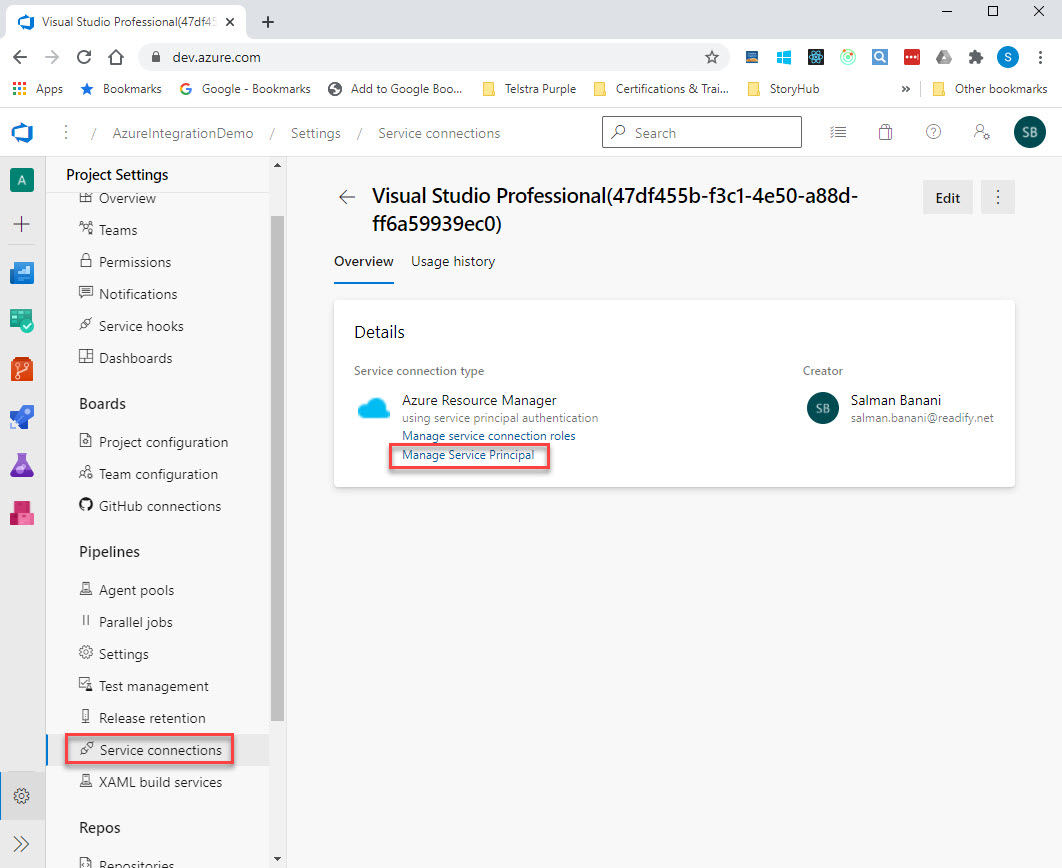 Visual Studio Professional(47df45
dev.azure.com
S
Apps
Bookmarks
Google - Bookmarks
Add to Google Boo...
Telstra Purple
Certifications & Trai...
StoryHub
»
Other bookmarks
/ AzureIntegrationDemo / Settings / Service connections
Search
SB
A
Project Settings
Overview
Teams
Permissions
Notifications
Service hooks
Dashboards
Boards
Project configuration
Team configuration
GitHub connections
Pipelines
Agent pools
Parallel jobs
Settings
Test management
Release retention
Service connections
XAML build services
Repos
Repositories
Visual Studio Professional(47df455b-f3c1-4e50-a88d-
ff6a59939ec0)
Edit
Overview Usage history
Details
Service connection type
Azure Resource Manager
using service principal authentication
Manage service connection roles
Manage Service Principal
Creator
SB
Salman Banani
salman.banani@readify.net